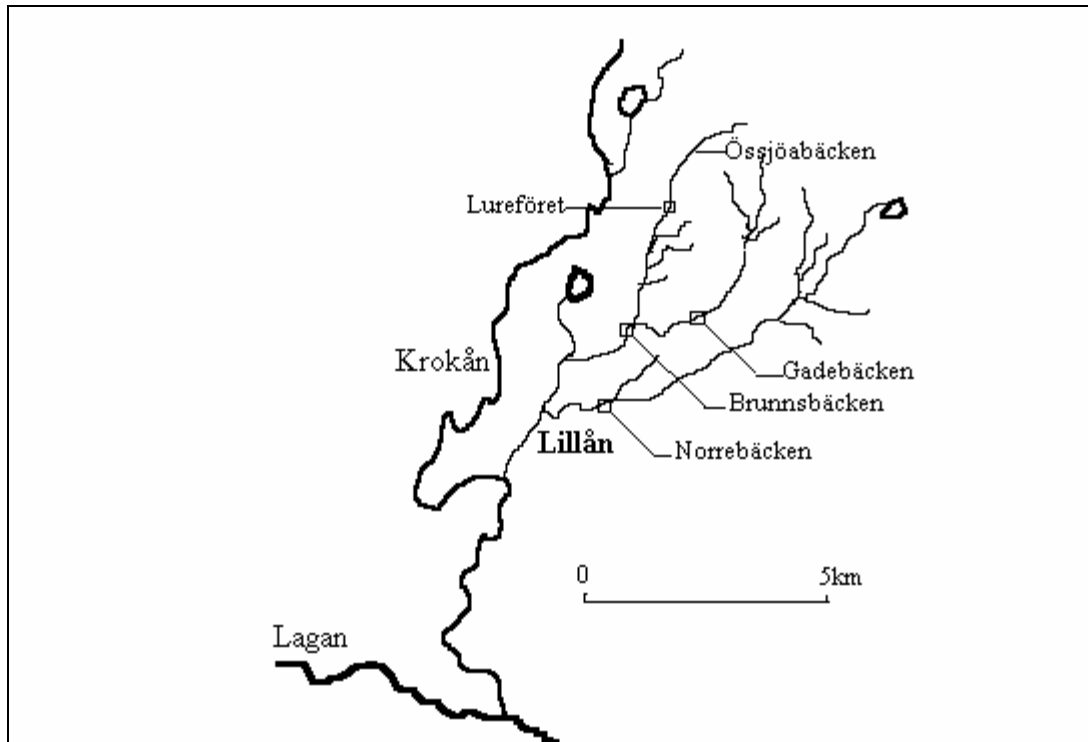 Össjöabäcken
Lureföret
Krokån
Gadebäcken
Brunnsbäcken
Lillån
Norrebäcken
0 5km
Lagan